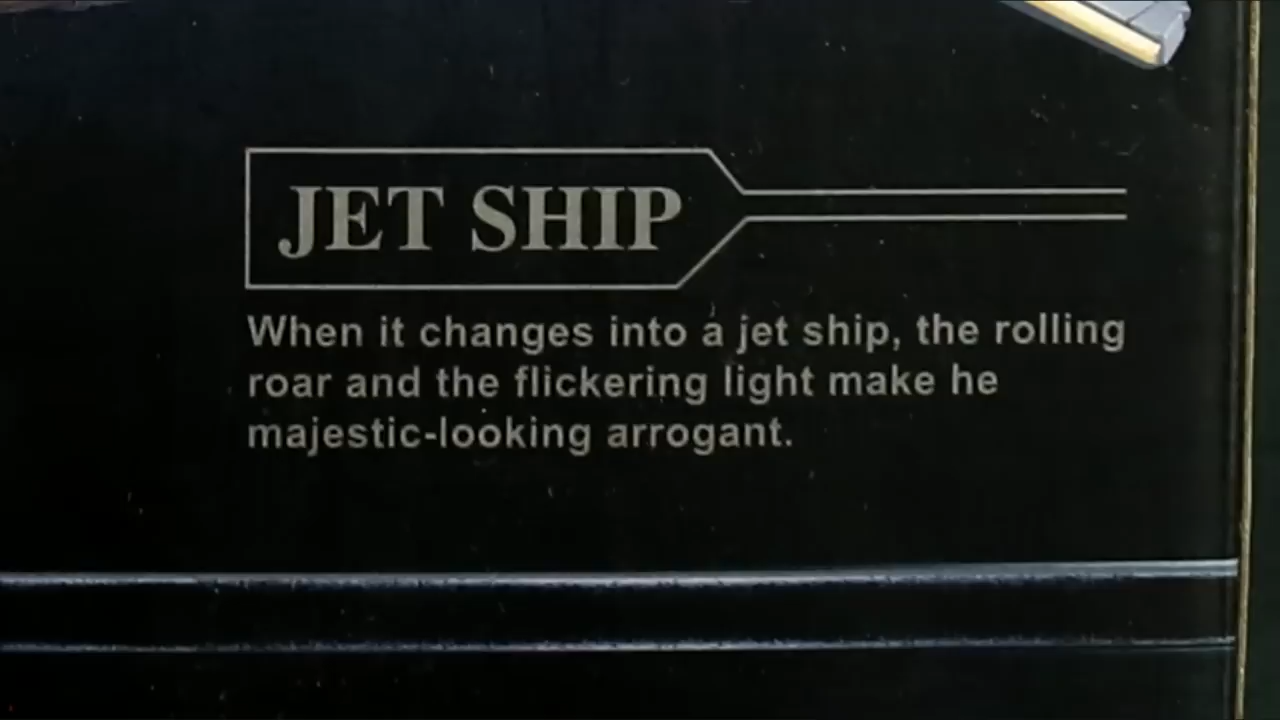 JET SHIP
When it changes into a jet ship, the rolling
roar and the flickering light make he
majestic-looking arrogant.